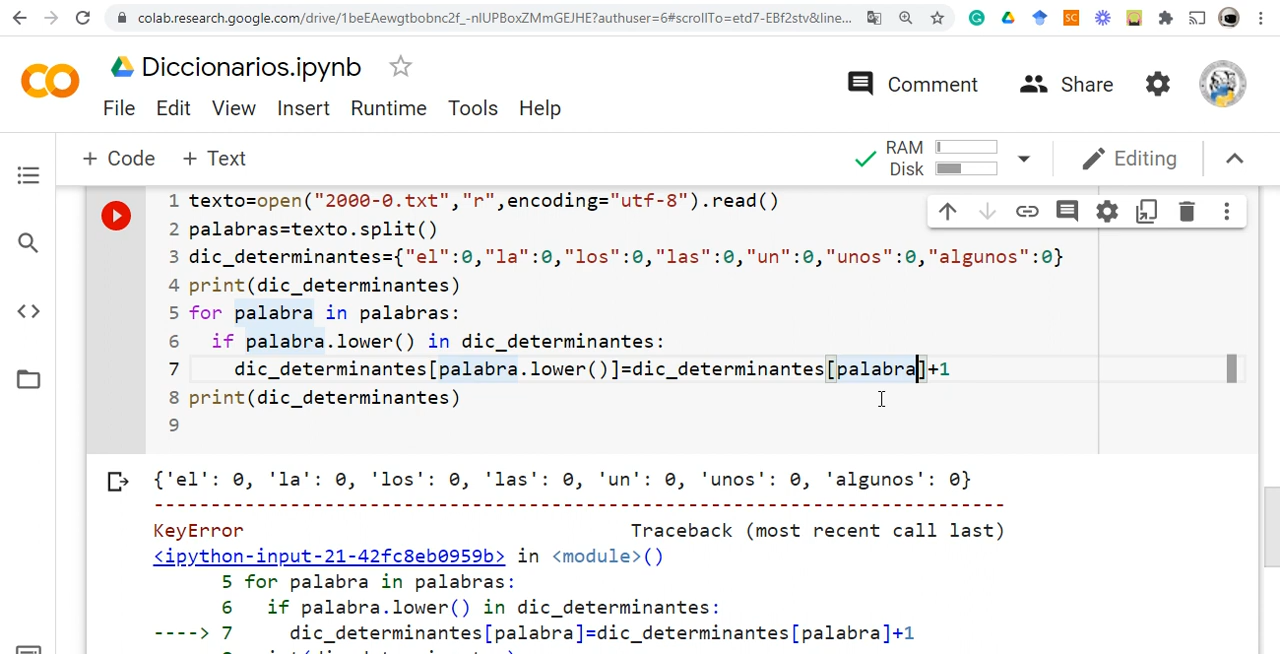 colab.research.google.com/drive/1beEAewgtbobnc2f_-nlUPBoxZMmGEJHE?authuser=6#scrollTo=etd7-EBf2stv&line...
SC
Diccionarios.ipynb
Comment
Share
File Edit View Insert Runtime Tools Help
+ Code + Text
RAM
Disk
Editing
1 texto=open("2000-0.txt","r",encoding="utf-8").read()
2 palabras=texto.split()
3 dic_determinantes={"el":0,"la":0,"los":0,"las":0,"un":0,"unos":0,"algunos":0}
4 print(dic_determinantes)
5 for palabra in palabras:
6 if palabra.lower() in dic_determinantes:
7 dic_determinantes[palabra.lower()]=dic_determinantes[palabra]+1
8 print(dic_determinantes)
9
{'el': 0, 'la': 0, 'los': 0, 'las': 0, 'un': 0, 'unos': 0, 'algunos': 0}
---------------------------------------------------------------------------
KeyError Traceback (most recent call last)
<ipython-input-21-42fc8eb0959b> in <module>()
5 for palabra in palabras:
6 if palabra.lower() in dic_determinantes:
----> 7 dic_determinantes[palabra]=dic_determinantes[palabra]+1